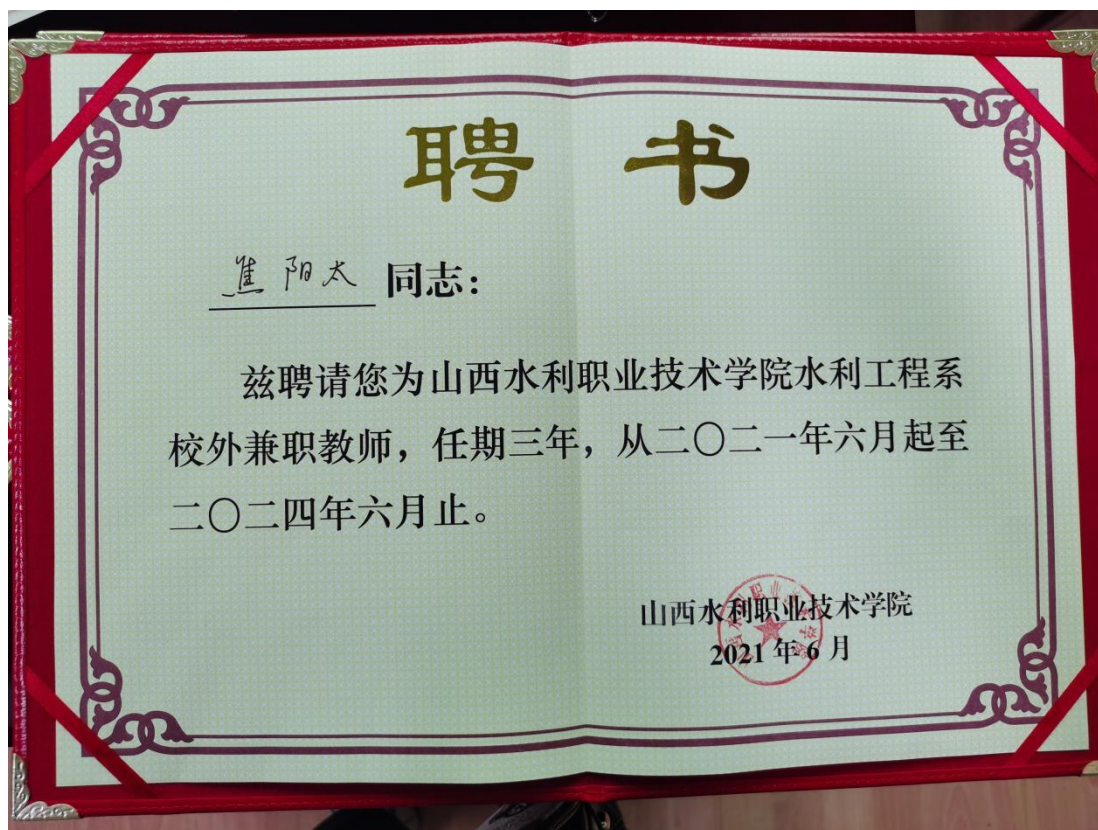 聘 书
焦阳太 同志：
兹聘请您为山西水利职业技术学院水利工程系
校外兼职教师，任期三年，从二〇二一年六月起至
二〇二四年六月止。
山西水利职业技术学院
2021 年 6 月